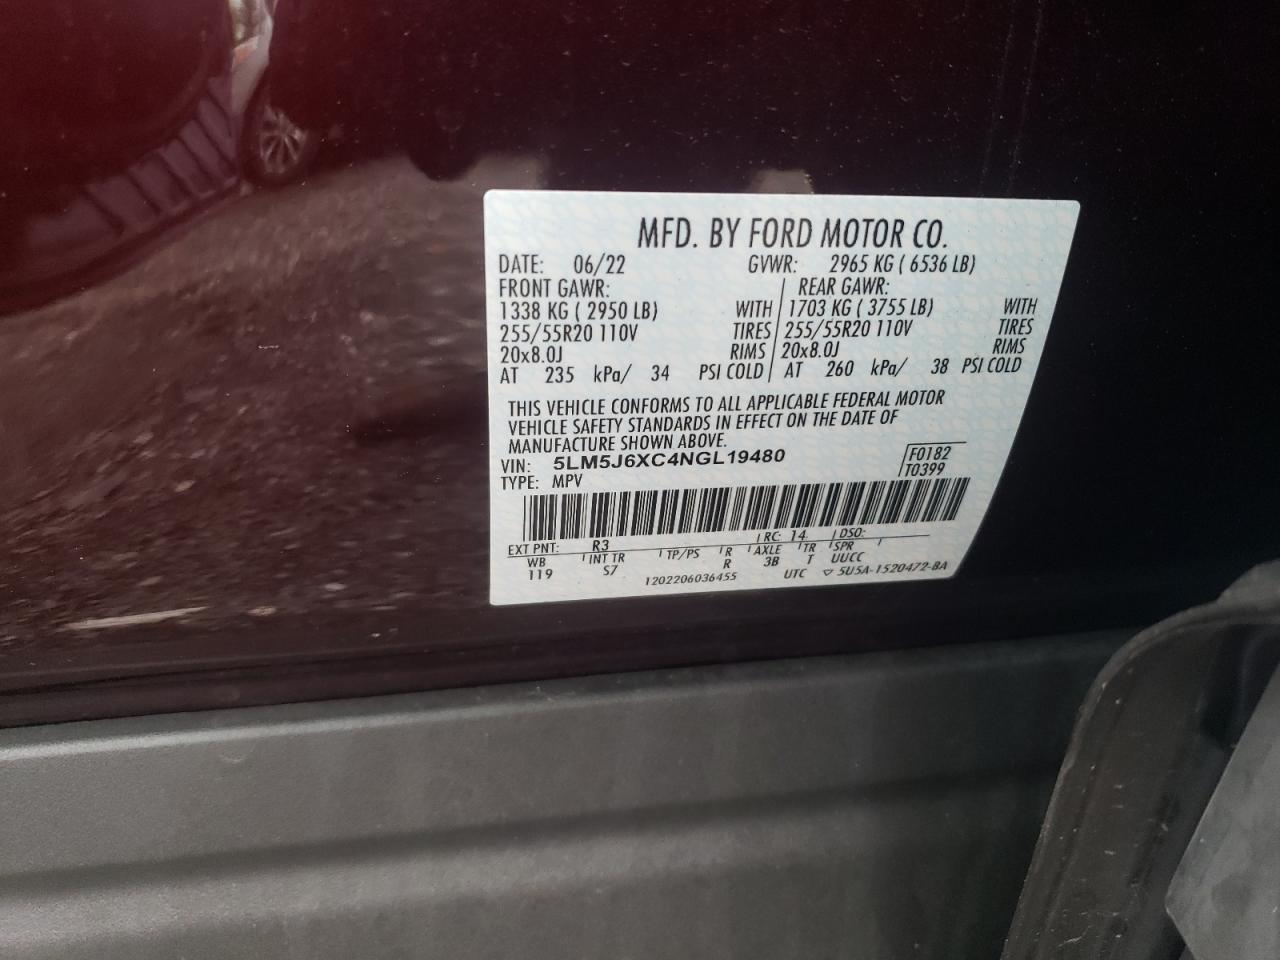 MFD. BY FORD MOTOR CO.
DATE: 06/22 GVWR: 2965 KG ( 6536 LB)
FRONT GAWR: REAR GAWR:
1338 KG ( 2950 LB) WITH 1703 KG ( 3755 LB) WITH
255/55R20 110V TIRES 255/55R20 110V TIRES
20x8.0J RIMS 20x8.0J RIMS
AT 235 kPa/ 34 PSI COLD AT 260 kPa/ 38 PSI COLD
THIS VEHICLE CONFORMS TO ALL APPLICABLE FEDERAL MOTOR
VEHICLE SAFETY STANDARDS IN EFFECT ON THE DATE OF
MANUFACTURE SHOWN ABOVE.
VIN: 5LM5J6XC4NGL19480 F0182
TYPE: MPV T0399
EXT PNT: R3 RC: 14 DSO:
WB INT TR TP/PS R AXLE TR SPR
119 S7 R 3B T UUCC
1202206036455 UTC ▽ 5U5A-1520472-BA